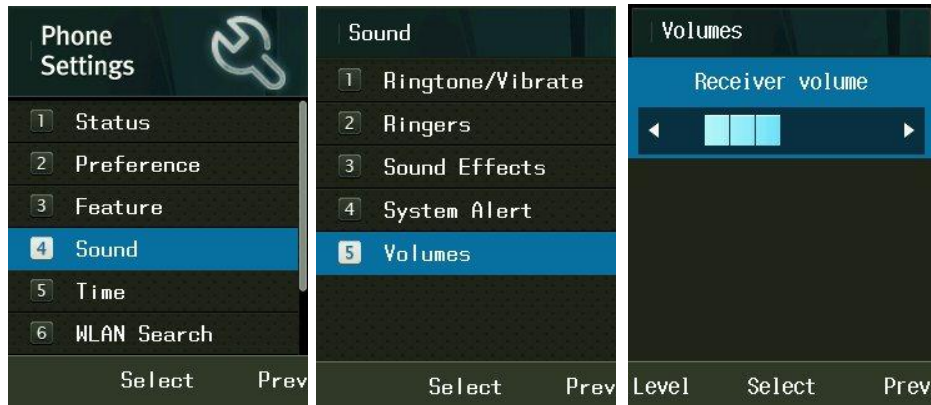 Phone
Settings
1 Status
2 Preference
3 Feature
4 Sound
5 Time
6 WLAN Search
Select Prev
Sound
1 Ringtone/Vibrate
2 Ringers
3 Sound Effects
4 System Alert
5 Volumes
Select Prev
Volumes
Receiver volume
Level Select Prev